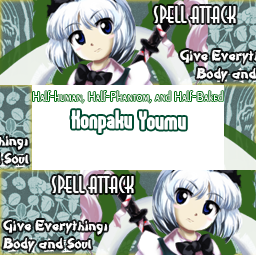 SPELL ATTACK
Give Everything;
Body and
Half-Human, Half-Phantom, and Half-Baked
Konpaku Youmu
thing;
Soul
SPELL ATTACK
Give Everything;
Body and Soul